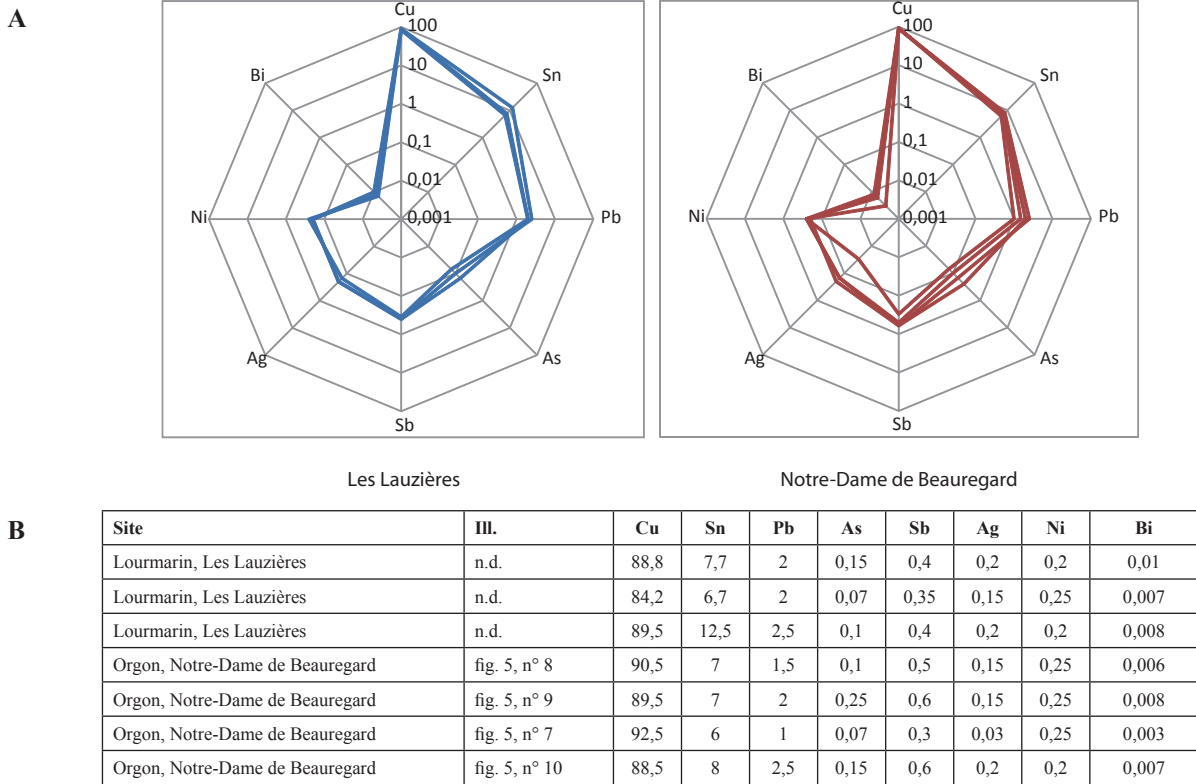 A
Cu
100
Bi
10
Sn
1
0,1
0,01
Ni
0,001
Pb
Ag
As
Sb
Les Lauzières
Cu
100
Bi
10
Sn
1
0,1
0,01
Ni
0,001
Pb
Ag
As
Sb
Notre-Dame de Beauregard
B
Site Ill. Cu Sn Pb As Sb Ag Ni Bi
Lourmarin, Les Lauzières n.d. 88,8 7,7 2 0,15 0,4 0,2 0,2 0,01
Lourmarin, Les Lauzières n.d. 84,2 6,7 2 0,07 0,35 0,15 0,25 0,007
Lourmarin, Les Lauzières n.d. 89,5 12,5 2,5 0,1 0,4 0,2 0,2 0,008
Orgon, Notre-Dame de Beauregard fig. 5, n° 8 90,5 7 1,5 0,1 0,5 0,15 0,25 0,006
Orgon, Notre-Dame de Beauregard fig. 5, n° 9 89,5 7 2 0,25 0,6 0,15 0,25 0,008
Orgon, Notre-Dame de Beauregard fig. 5, n° 7 92,5 6 1 0,07 0,3 0,03 0,25 0,003
Orgon, Notre-Dame de Beauregard fig. 5, n° 10 88,5 8 2,5 0,15 0,6 0,2 0,2 0,007